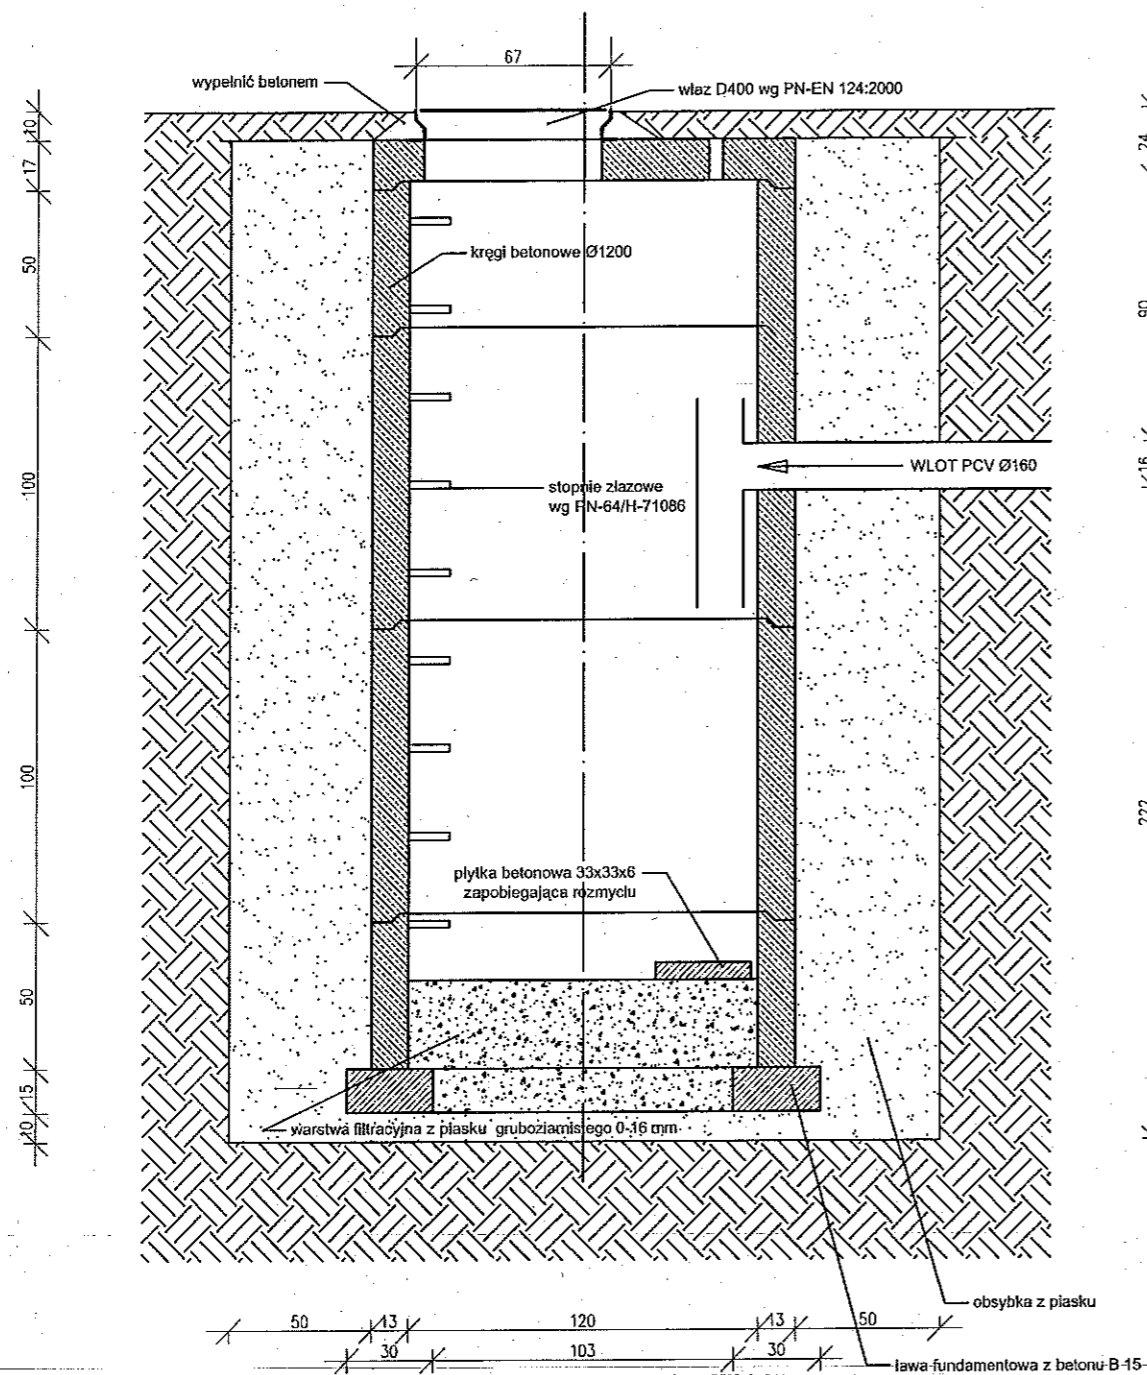 67
wypełnić betonem
właz D400 wg PN-EN 124:2000
10
24
17
kręgi betonowe Ø1200
50
90
WLOT PCV Ø160
16
100
stopnie złazowe
wg PN-64/H-71086
100
222
płytka betonowa 33x33x6
zapobiegająca rozmyciu
50
15
10
warstwa filtracyjna z piasku gruboziarnistego 0-16 mm
obsybka z piasku
50
13
120
13
50
30
103
30
ława fundamentowa z betonu B-15